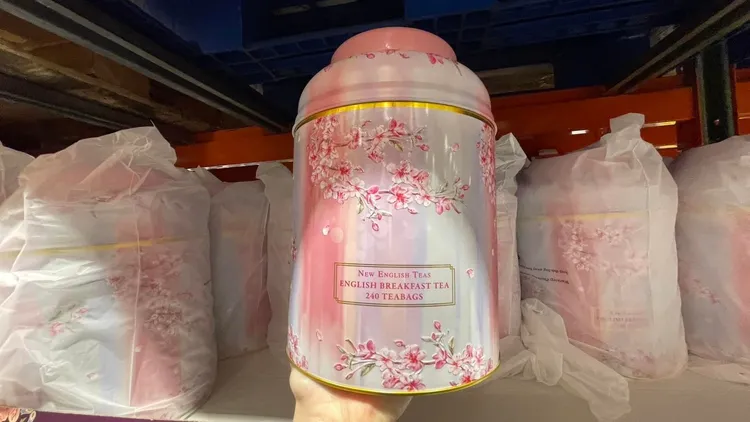 New English Teas
ENGLISH BREAKFAST TEA
240 TEABAGS